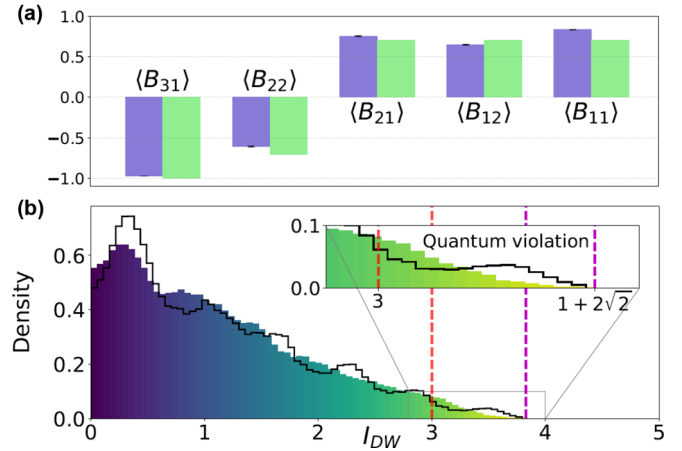 (a)
1.0
0.5
0.0
−0.5
−1.0
⟨B₃₁⟩
⟨B₂₂⟩
⟨B₂₁⟩
⟨B₁₂⟩
⟨B₁₁⟩
(b)
Density
0.6
0.4
0.2
0.0
0.1
0.0
Quantum violation
3
1 + 2√2
0
1
2
3
4
5
I_DW